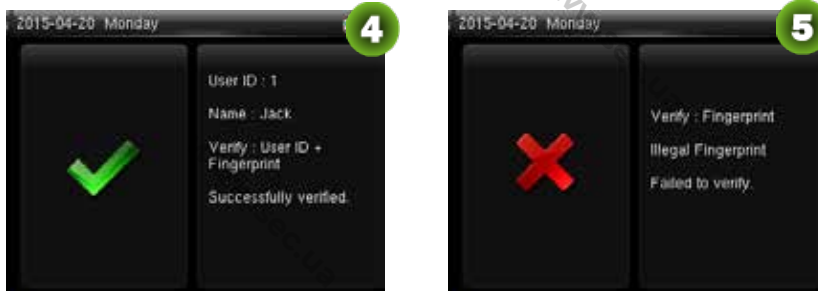 2015-04-20 Monday
4
User ID : 1
Name : Jack
Verify : User ID +
Fingerprint
Successfully verified.
2015-04-20 Monday
5
Verify : Fingerprint
Illegal Fingerprint
Failed to verify.